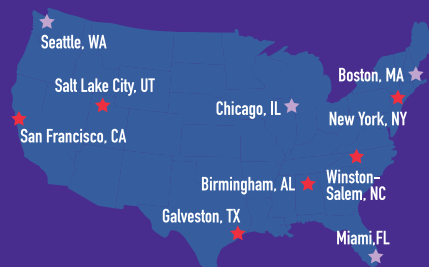 Seattle, WA
Boston, MA
Salt Lake City, UT
Chicago, IL
New York, NY
San Francisco, CA
Winston–
Salem, NC
Birmingham, AL
Galveston, TX
Miami,FL